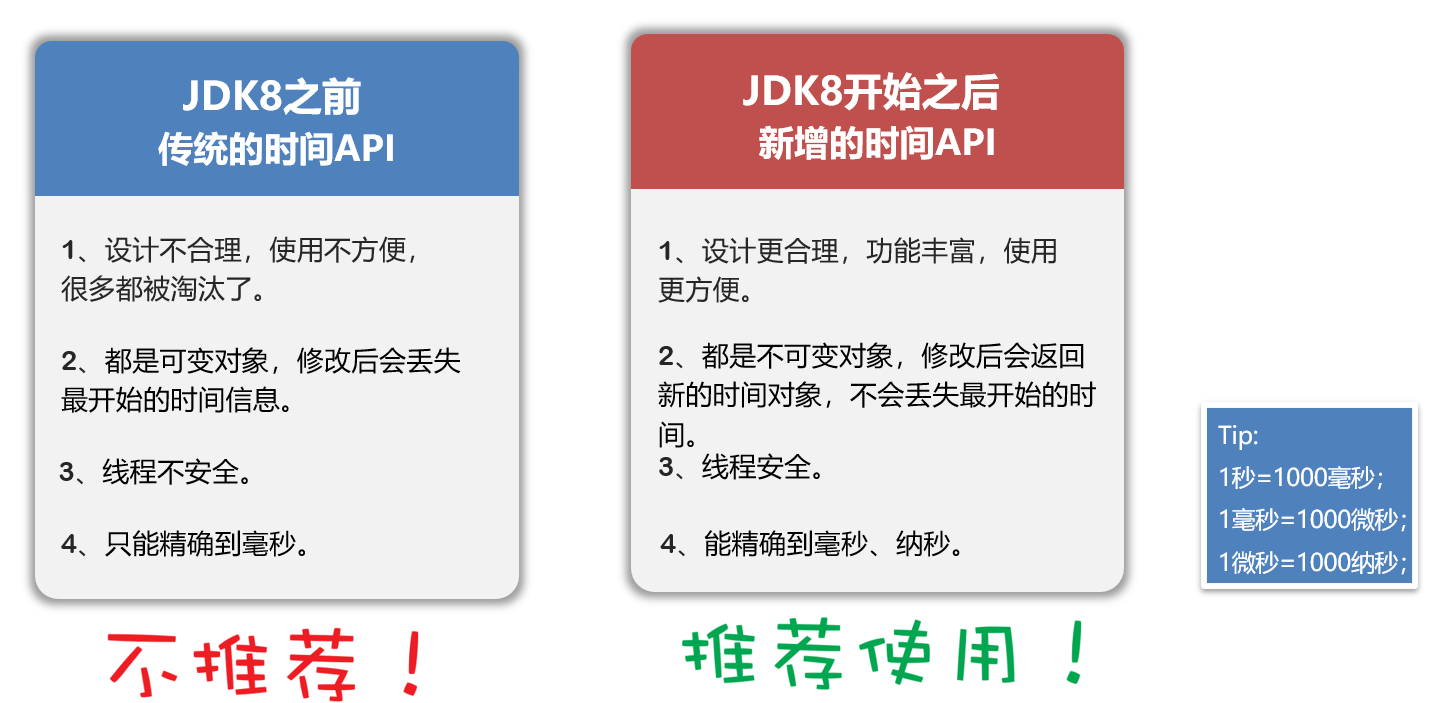 JDK8之前
传统的时间API
1、设计不合理，使用不方便，
很多都被淘汰了。
2、都是可变对象，修改后会丢失
最开始的时间信息。
3、线程不安全。
4、只能精确到毫秒。
不推荐！
JDK8开始之后
新增的时间API
1、设计更合理，功能丰富，使用
更方便。
2、都是不可变对象，修改后会返回
新的时间对象，不会丢失最开始的时
间。
3、线程安全。
4、能精确到毫秒、纳秒。
推荐使用！
Tip:
1秒=1000毫秒；
1毫秒=1000微秒；
1微秒=1000纳秒；